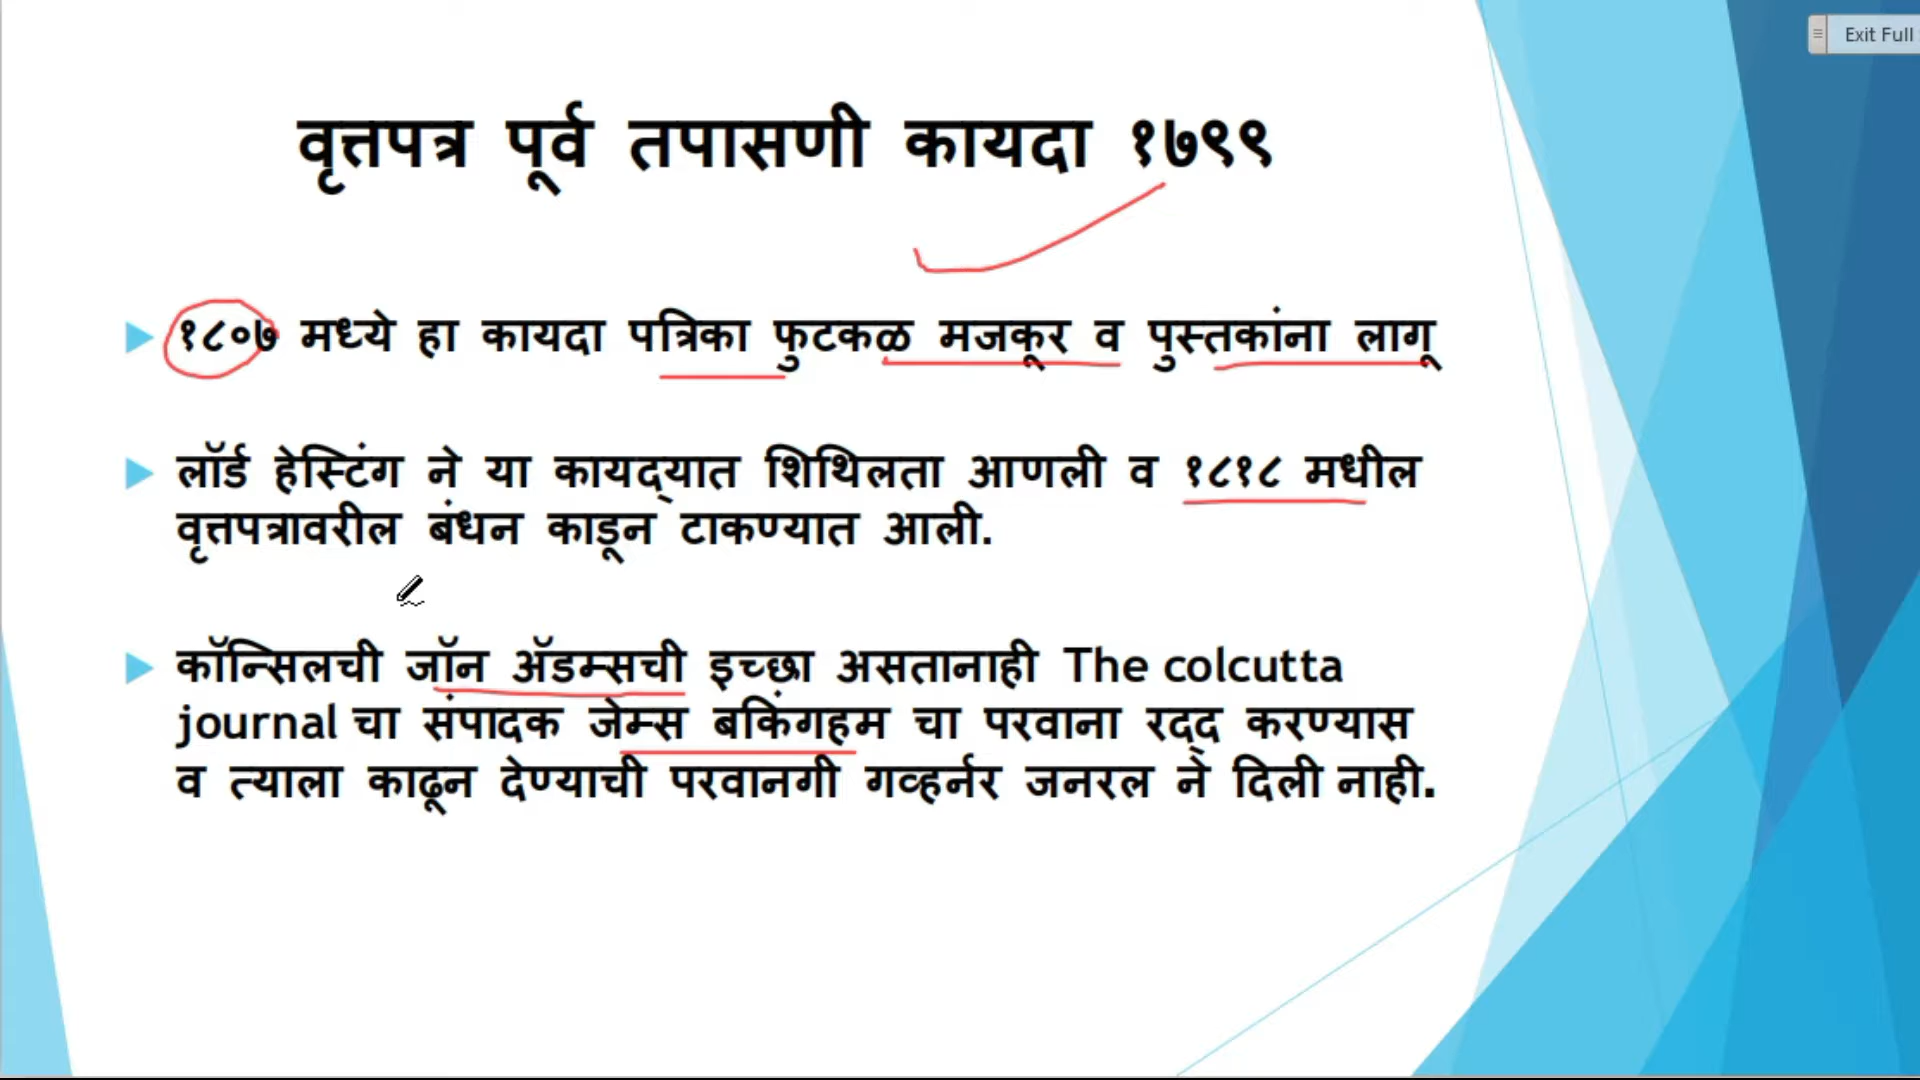 Exit Full
वृत्तपत्र पूर्व तपासणी कायदा १७९९
१८०७ मध्ये हा कायदा पत्रिका फुटकळ मजकूर व पुस्तकांना लागू
लॉर्ड हेस्टिंग ने या कायद्यात शिथिलता आणली व १८१८ मधील
वृत्तपत्रावरील बंधन काडून टाकण्यात आली.
कॉन्सिलची जॉन ॲडम्सची इच्छा असतानाही The colcutta
journal चा संपादक जेम्स बकिंगहम चा परवाना रद्द करण्यास
व त्याला काढून देण्याची परवानगी गव्हर्नर जनरल ने दिली नाही.